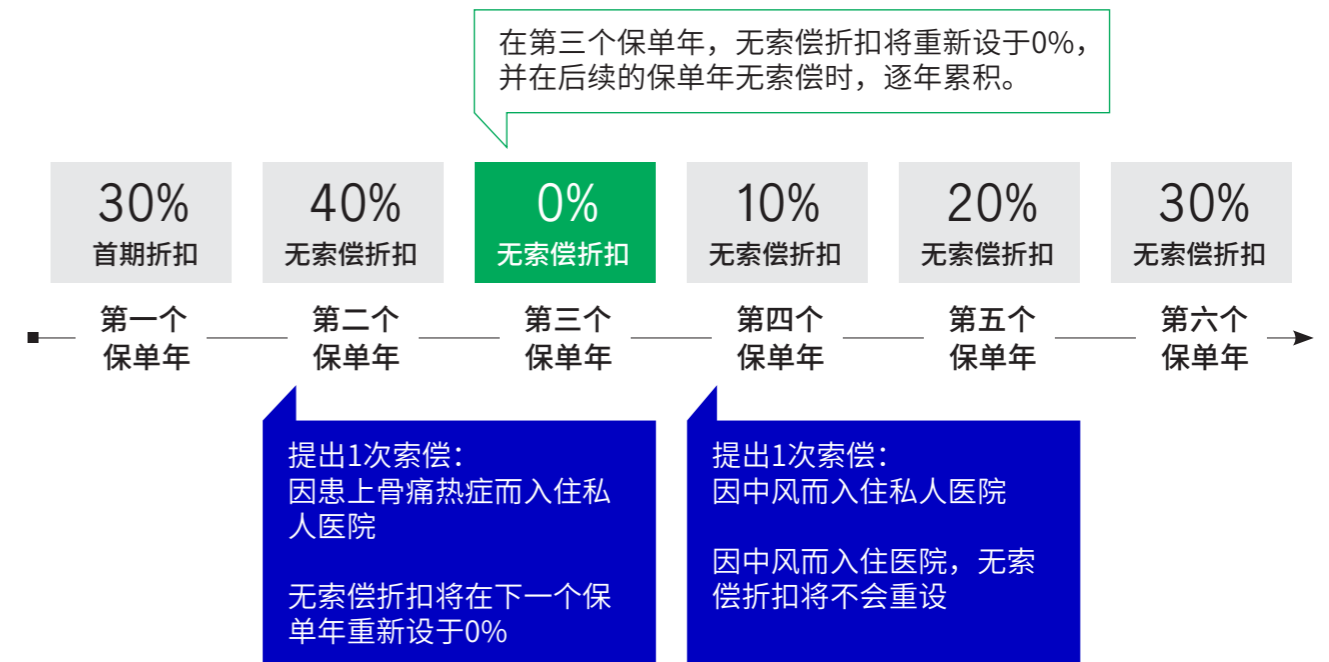 在第三个保单年，无索偿折扣将重新设于0%，
并在后续的保单年无索偿时，逐年累积。
30%
首期折扣
40%
无索偿折扣
0%
无索偿折扣
10%
无索偿折扣
20%
无索偿折扣
30%
无索偿折扣
第一个
保单年
第二个
保单年
第三个
保单年
第四个
保单年
第五个
保单年
第六个
保单年
提出1次索偿：
因患上骨痛热症而入住私
人医院
无索偿折扣将在下一个保
单年重新设于0%
提出1次索偿：
因中风而入住私人医院
因中风而入住医院，无索
偿折扣将不会重设